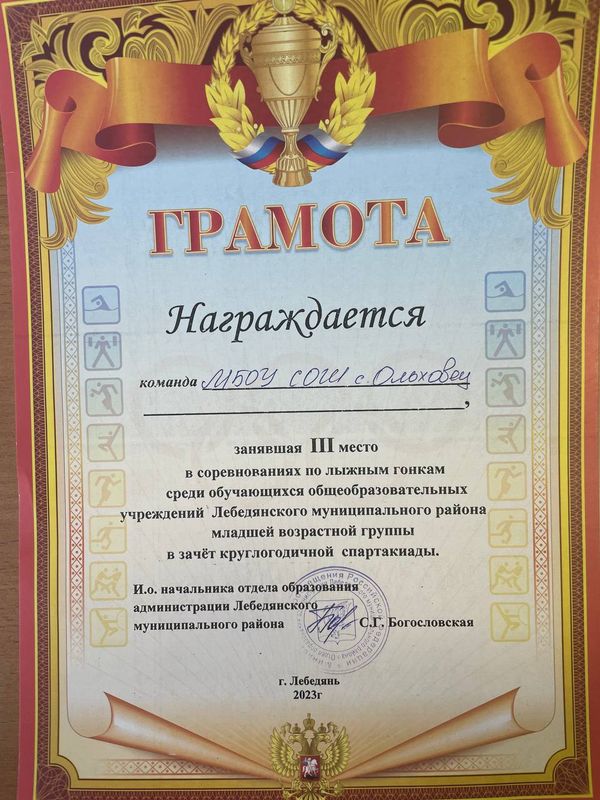 ГРАМОТА
Награждается
команда МБОУ СОШ с. Ольховец
,
занявшая III место
в соревнованиях по лыжным гонкам
среди обучающихся общеобразовательных
учреждений Лебедянского муниципального района
младшей возрастной группы
в зачёт круглогодичной спартакиады.
И.о. начальника отдела образования
администрации Лебедянского
муниципального района С.Г. Богословская
г. Лебедянь
2023г